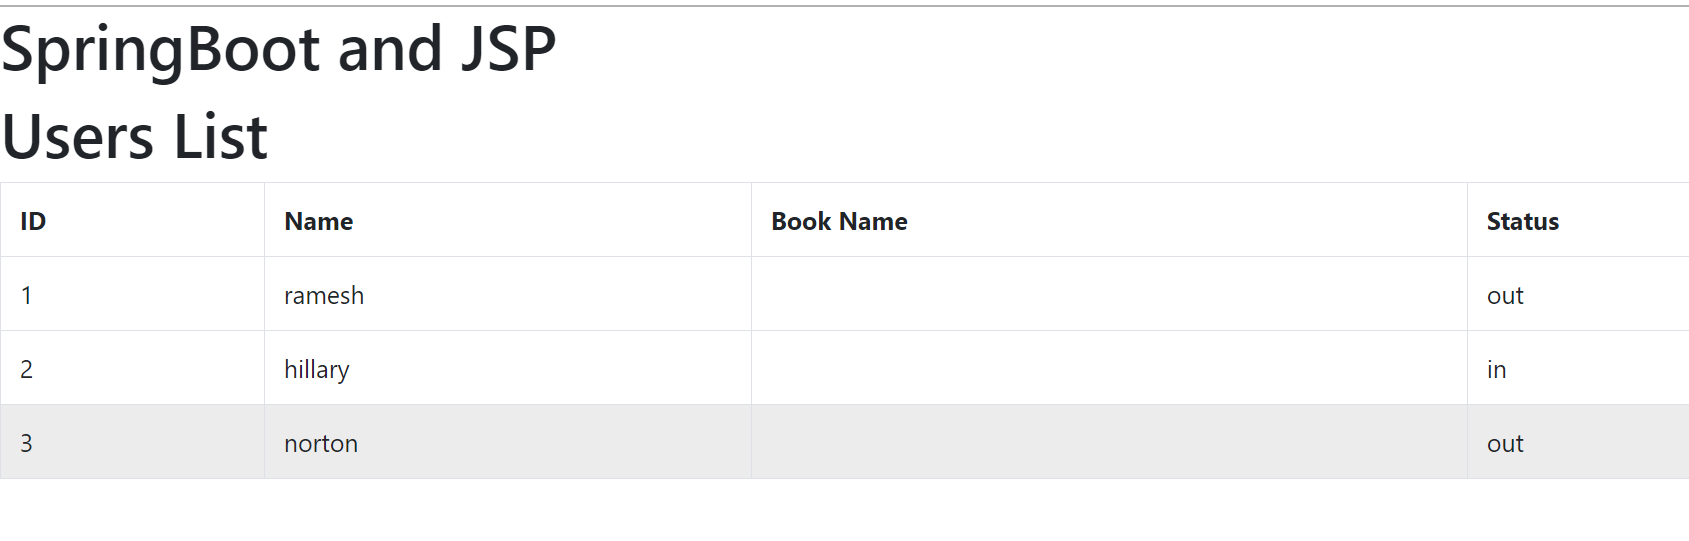 SpringBoot and JSP
Users List
ID Name Book Name Status
1 ramesh out
2 hillary in
3 norton out